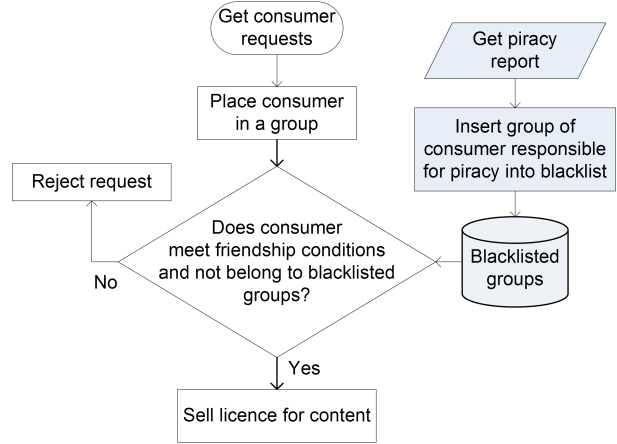 Get consumer
requests
Get piracy
report
Place consumer
in a group
Insert group of
consumer responsible
for piracy into blacklist
Reject request
Does consumer
meet friendship conditions
and not belong to blacklisted
groups?
Blacklisted
groups
No
Yes
Sell licence for content